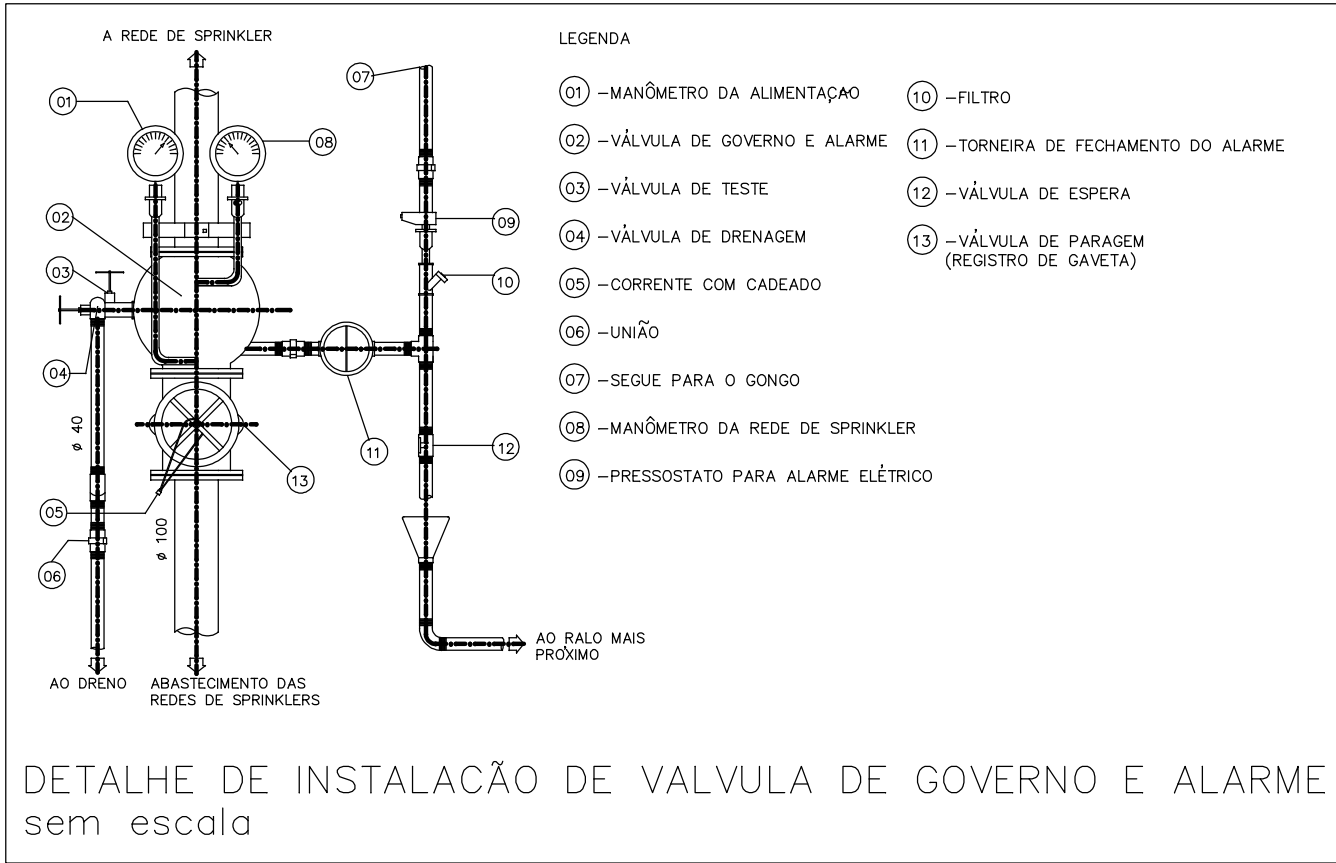 A REDE DE SPRINKLER
01
07
08
02
03
09
10
04
ø 40
11
12
13
05
ø 100
06
AO DRENO
ABASTECIMENTO DAS
REDES DE SPRINKLERS
AO RALO MAIS
PRÓXIMO
LEGENDA
01 -MANÔMETRO DA ALIMENTAÇAO
02 -VÁLVULA DE GOVERNO E ALARME
03 -VÁLVULA DE TESTE
04 -VÁLVULA DE DRENAGEM
05 -CORRENTE COM CADEADO
06 -UNIÃO
07 -SEGUE PARA O GONGO
08 -MANÔMETRO DA REDE DE SPRINKLER
09 -PRESSOSTATO PARA ALARME ELÉTRICO
10 -FILTRO
11 -TORNEIRA DE FECHAMENTO DO ALARME
12 -VÁLVULA DE ESPERA
13 -VÁLVULA DE PARAGEM
(REGISTRO DE GAVETA)
DETALHE DE INSTALACÃO DE VALVULA DE GOVERNO E ALARME
sem escala